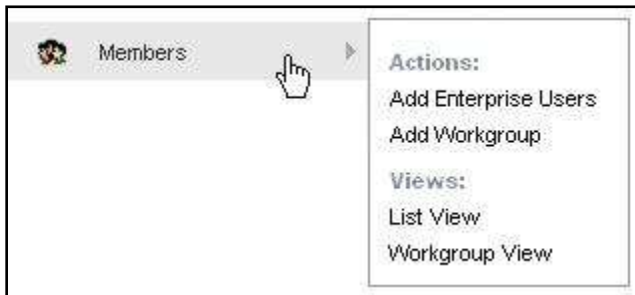 Members
Actions:
Add Enterprise Users
Add Workgroup
Views:
List View
Workgroup View